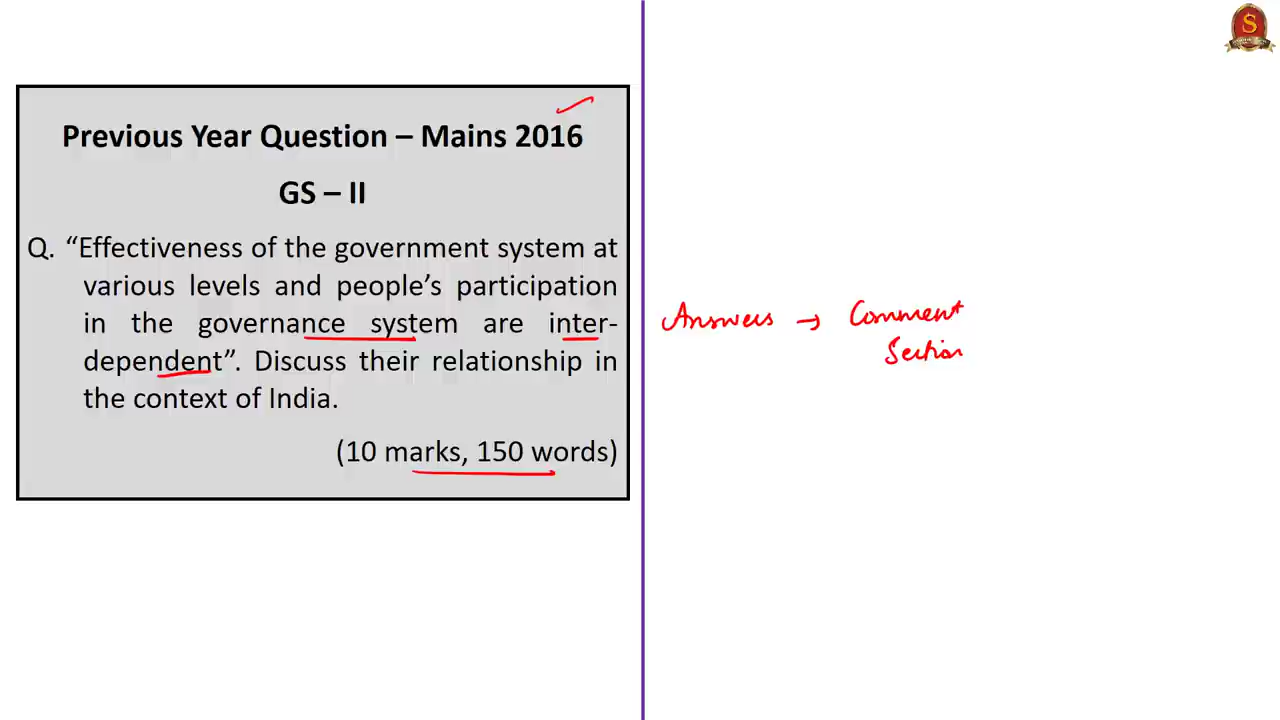 Previous Year Question – Mains 2016
GS – II
Q. “Effectiveness of the government system at
various levels and people’s participation
in the governance system are inter-
dependent”. Discuss their relationship in
the context of India.
(10 marks, 150 words)
Answers → Comment
Section
S